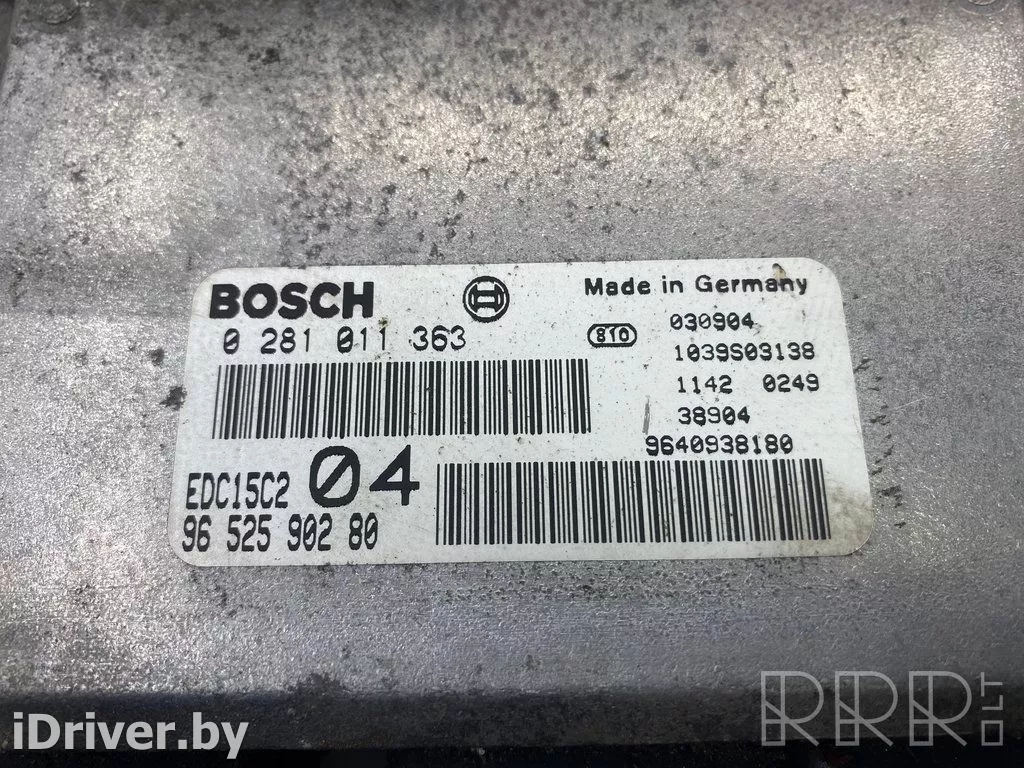 BOSCH
Made in Germany
0 281 011 363
810
030904
1039S03138
1142 0249
38904
9640938180
EDC15C2 04
96 525 902 80
iDriver.by
RRR.LT